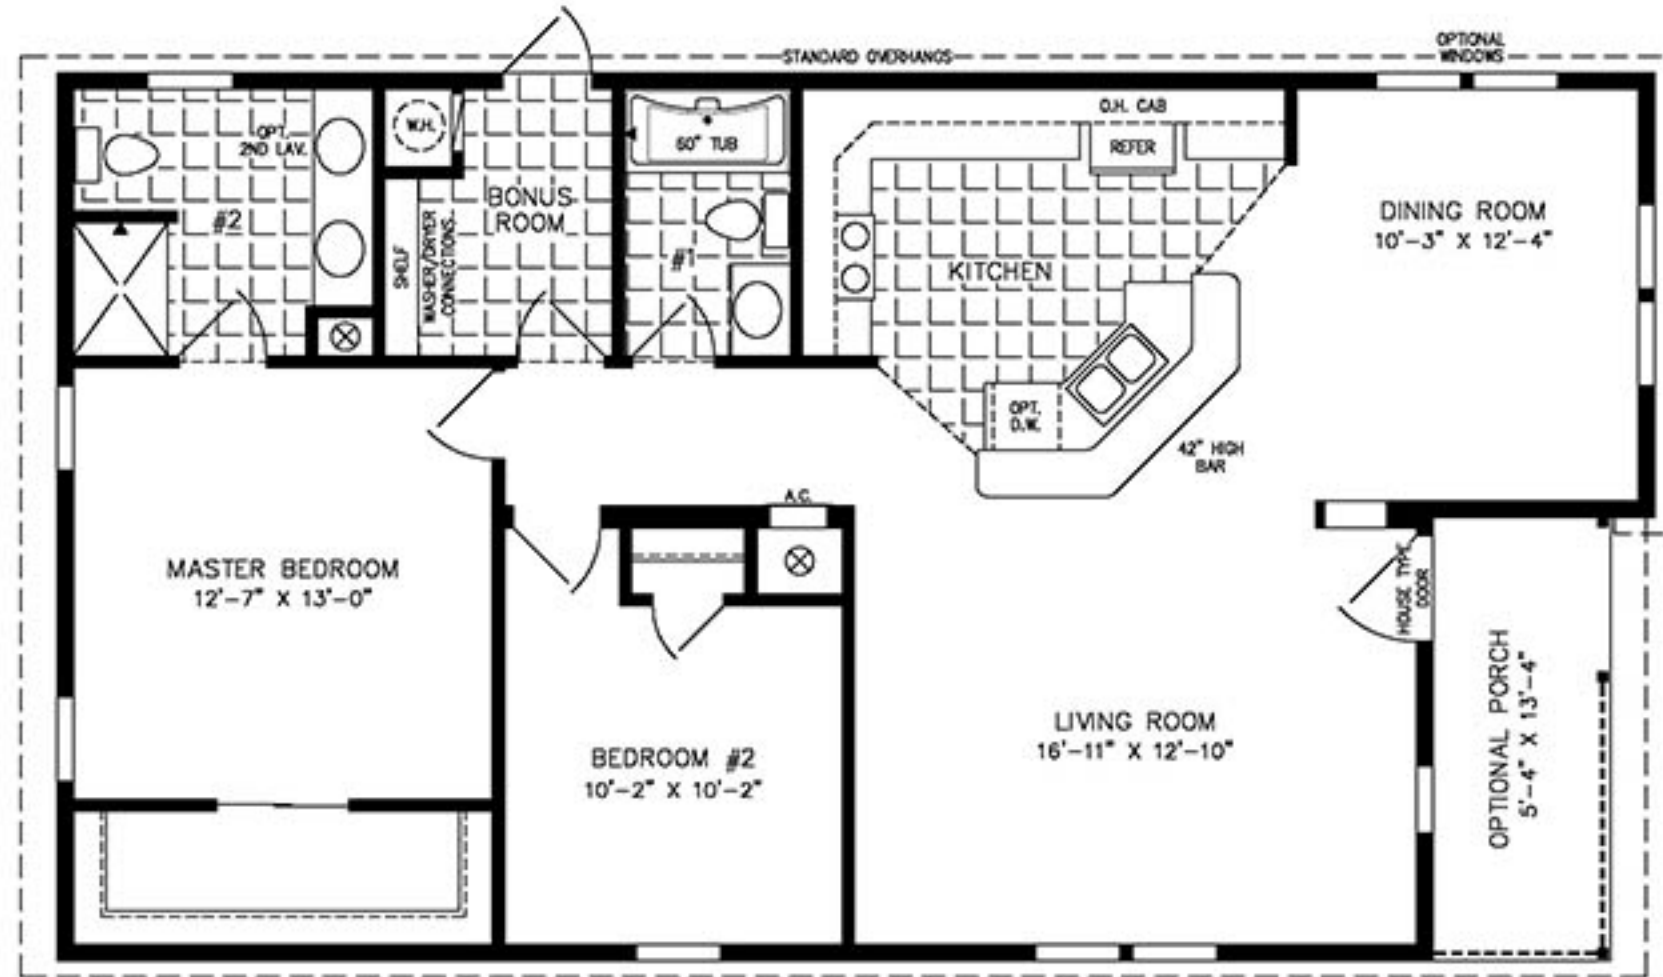 STANDARD OVERHANGS
OPTIONAL
WINDOWS
OPT.
2ND LAV.
#2
W.H.
BONUS
ROOM
SHELF
WASHER/DRYER
CONNECTIONS
60" TUB
#1
O.H. CAB
REFER
KITCHEN
OPT.
D.W.
42" HIGH
BAR
DINING ROOM
10'-3" X 12'-4"
A.C.
MASTER BEDROOM
12'-7" X 13'-0"
HOUSE TYPE
DOOR
BEDROOM #2
10'-2" X 10'-2"
LIVING ROOM
16'-11" X 12'-10"
OPTIONAL PORCH
5'-4" X 13'-4"